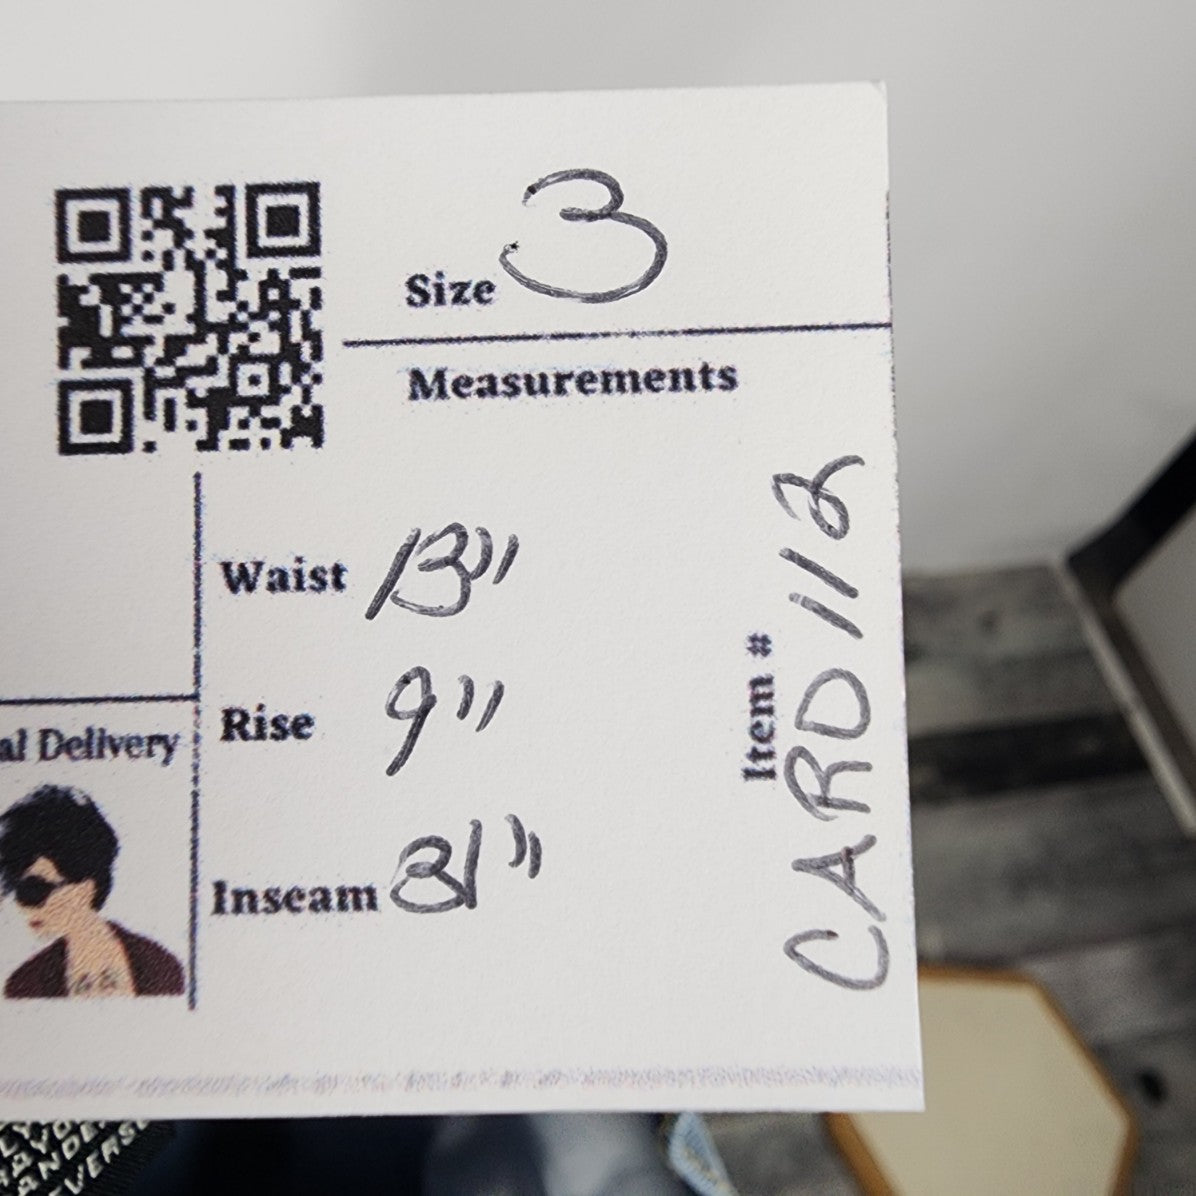 Size 3
Measurements
Waist 13"
Rise 9"
Inseam 31"
Item #
CARD112
al Delivery